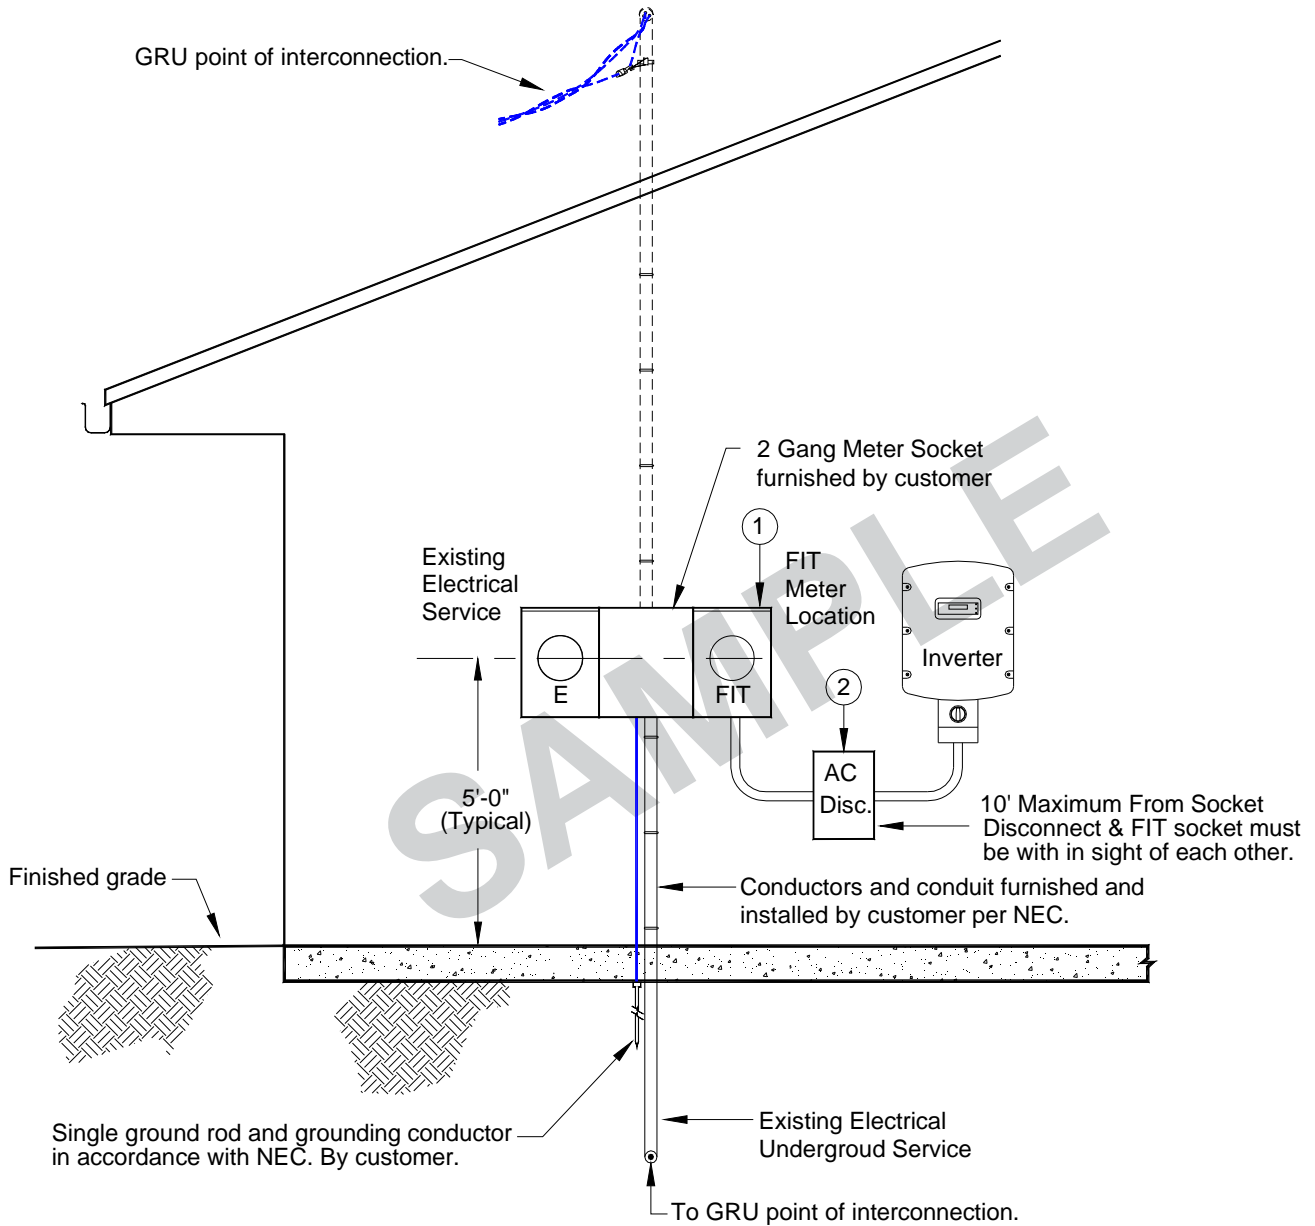 GRU point of interconnection.
2 Gang Meter Socket
furnished by customer
1
Existing
Electrical
Service
FIT
Meter
Location
E
FIT
Inverter
2
AC
Disc.
5'-0"
(Typical)
10' Maximum From Socket
Disconnect & FIT socket must
be with in sight of each other.
SAMPLE
Finished grade
Conductors and conduit furnished and
installed by customer per NEC.
Single ground rod and grounding conductor
in accordance with NEC. By customer.
Existing Electrical
Undergroud Service
To GRU point of interconnection.